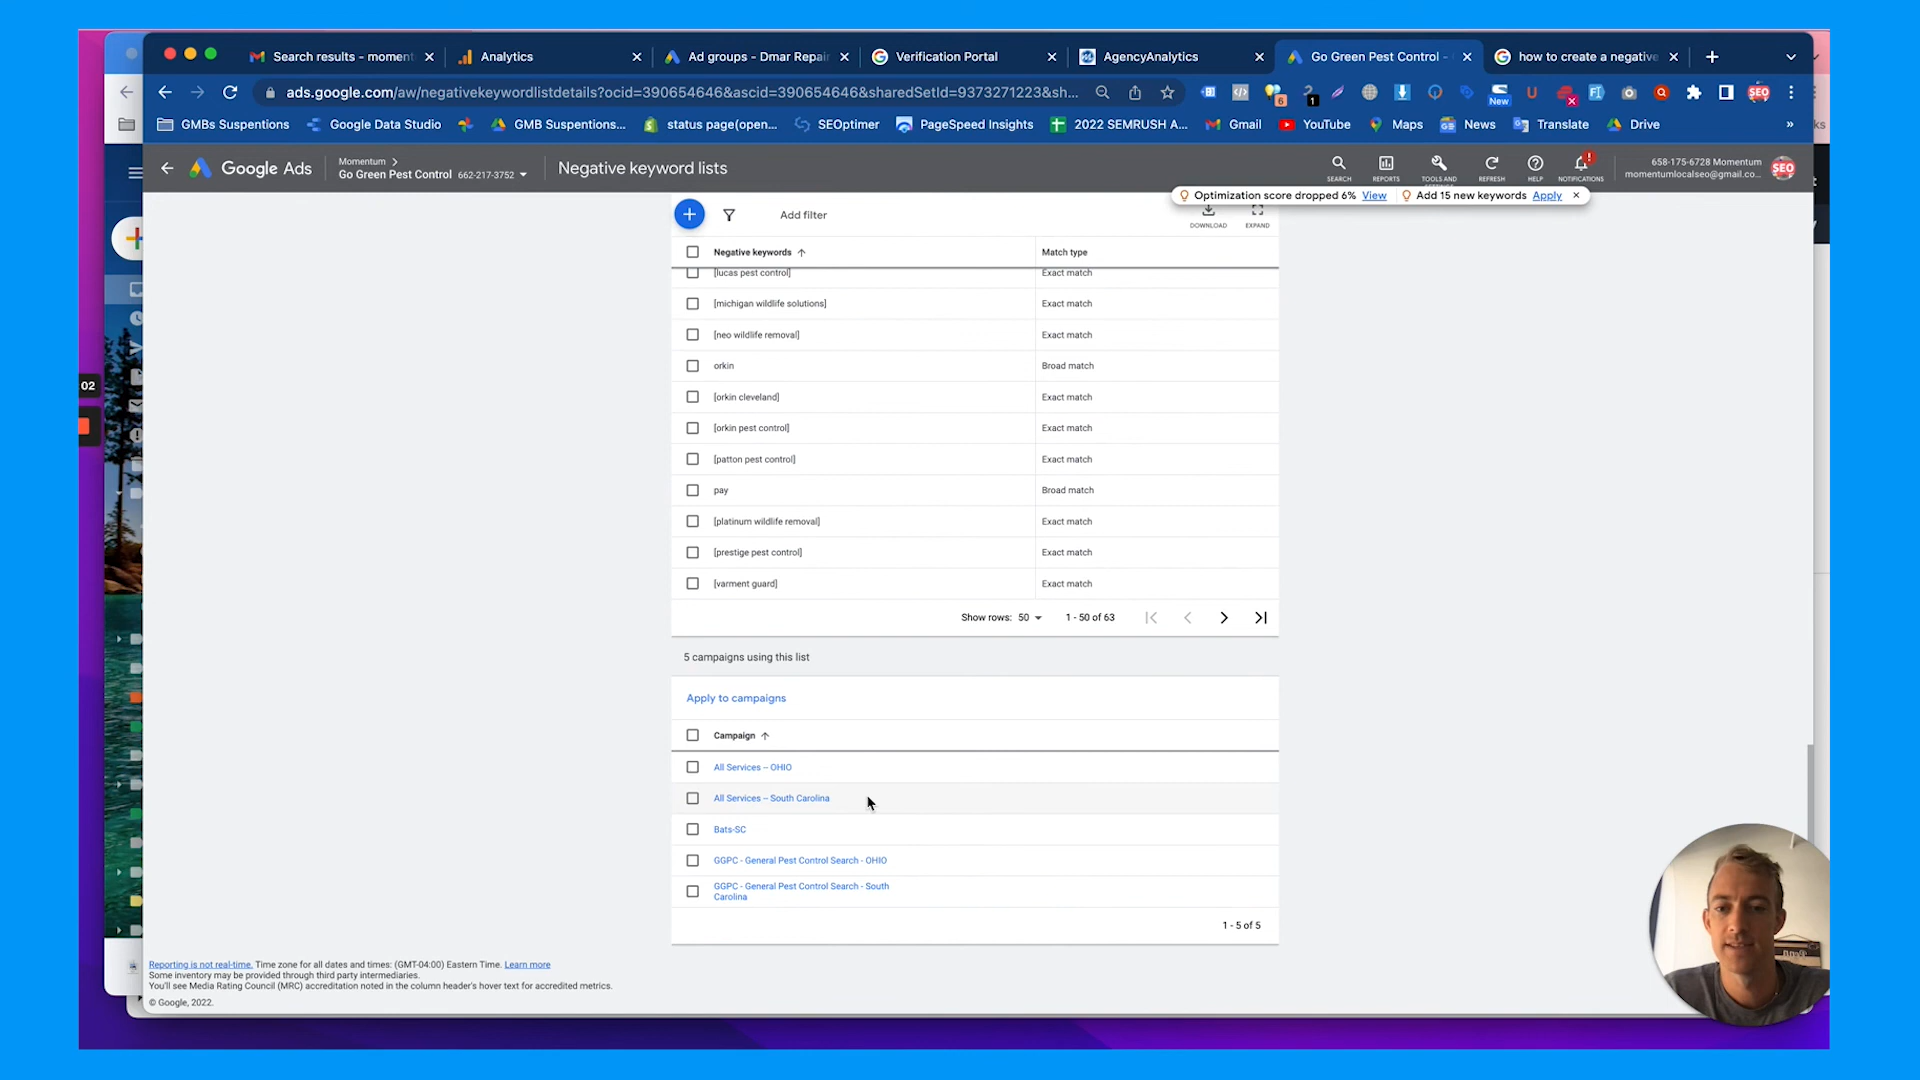 Search results - moment
Analytics
Ad groups - Dmar Repair
Verification Portal
AgencyAnalytics
Go Green Pest Control -
how to create a negative
ads.google.com/aw/negativekeywordlistdetails?ocid=390654646&ascid=390654646&sharedSetId=9373271223&sh...
6
1
New
SEO
GMBs Suspentions
Google Data Studio
GMB Suspentions...
status page(open...
SEOptimer
PageSpeed Insights
2022 SEMRUSH A...
Gmail
YouTube
Maps
News
Translate
Drive
»
Google Ads
Momentum
Go Green Pest Control 662-217-3752
Negative keyword lists
SEARCH
REPORTS
TOOLS AND
REFRESH
HELP
NOTIFICATIONS
658-175-6728 Momentum
momentumlocalseo@gmail.co...
SEO
Optimization score dropped 6% View
Add 15 new keywords Apply
Add filter
DOWNLOAD
EXPAND
Negative keywords
Match type
[lucas pest control] Exact match
[michigan wildlife solutions] Exact match
[neo wildlife removal] Exact match
orkin Broad match
[orkin cleveland] Exact match
[orkin pest control] Exact match
[patton pest control] Exact match
pay Broad match
[platinum wildlife removal] Exact match
[prestige pest control] Exact match
[varment guard] Exact match
Show rows: 50
1 - 50 of 63
5 campaigns using this list
Apply to campaigns
Campaign
All Services – OHIO
All Services – South Carolina
Bats-SC
GGPC - General Pest Control Search - OHIO
GGPC - General Pest Control Search - South
Carolina
1 - 5 of 5
Reporting is not real-time. Time zone for all dates and times: (GMT-04:00) Eastern Time. Learn more
Some inventory may be provided through third party intermediaries.
You'll see Media Rating Council (MRC) accreditation noted in the column header's hover text for accredited metrics.
© Google, 2022.
02